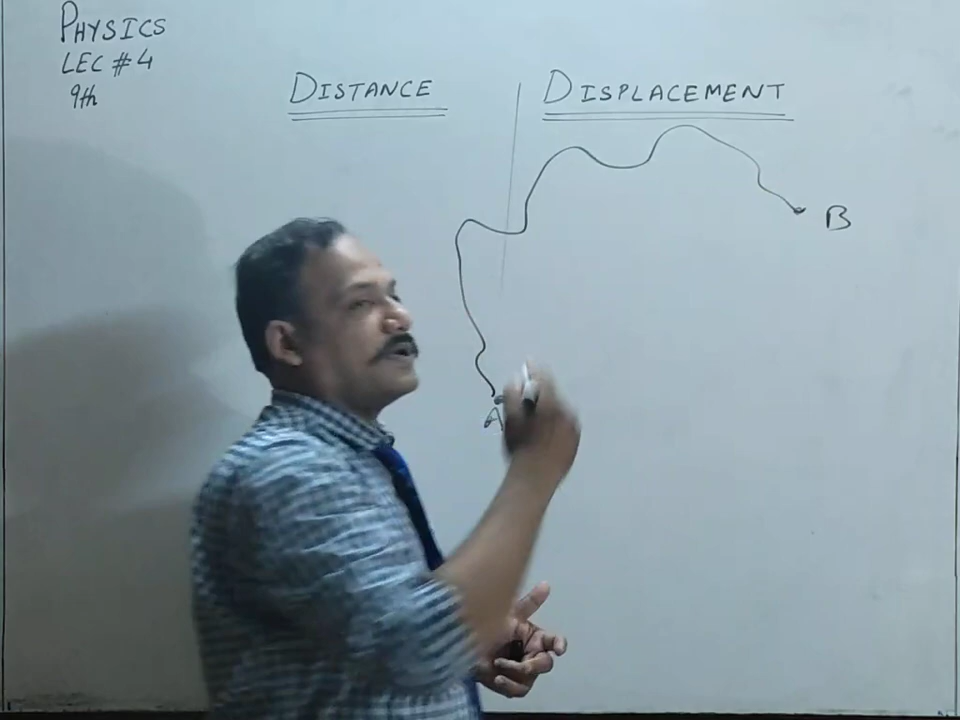 PHYSICS
LEC # 4
9th
DISTANCE
DISPLACEMENT
B
A